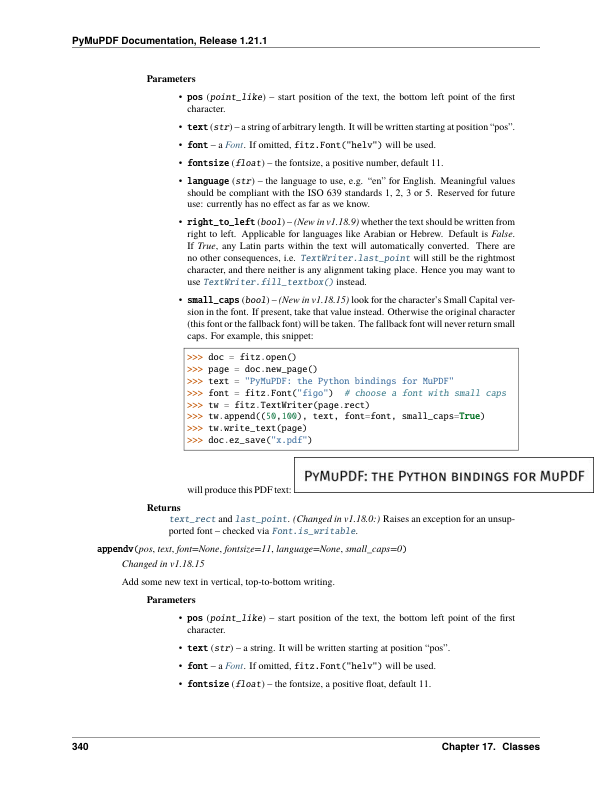 PyMuPDF Documentation, Release 1.21.1
Parameters
• pos (point_like) – start position of the text, the bottom left point of the first
character.
• text (str) – a string of arbitrary length. It will be written starting at position “pos”.
• font – a Font. If omitted, fitz.Font("helv") will be used.
• fontsize (float) – the fontsize, a positive number, default 11.
• language (str) – the language to use, e.g. “en” for English. Meaningful values
should be compliant with the ISO 639 standards 1, 2, 3 or 5. Reserved for future
use: currently has no effect as far as we know.
• right_to_left (bool) – (New in v1.18.9) whether the text should be written from
right to left. Applicable for languages like Arabian or Hebrew. Default is False.
If True, any Latin parts within the text will automatically converted. There are
no other consequences, i.e. TextWriter.last_point will still be the rightmost
character, and there neither is any alignment taking place. Hence you may want to
use TextWriter.fill_textbox() instead.
• small_caps (bool) – (New in v1.18.15) look for the character’s Small Capital ver-
sion in the font. If present, take that value instead. Otherwise the original character
(this font or the fallback font) will be taken. The fallback font will never return small
caps. For example, this snippet:
>>> doc = fitz.open()
>>> page = doc.new_page()
>>> text = "PyMuPDF: the Python bindings for MuPDF"
>>> font = fitz.Font("figo") # choose a font with small caps
>>> tw = fitz.TextWriter(page.rect)
>>> tw.append((50,100), text, font=font, small_caps=True)
>>> tw.write_text(page)
>>> doc.ez_save("x.pdf")
will produce this PDF text: PyMuPDF: the Python bindings for MuPDF
Returns
text_rect and last_point. (Changed in v1.18.0:) Raises an exception for an unsup-
ported font – checked via Font.is_writable.
appendv(pos, text, font=None, fontsize=11, language=None, small_caps=0)
Changed in v1.18.15
Add some new text in vertical, top-to-bottom writing.
Parameters
• pos (point_like) – start position of the text, the bottom left point of the first
character.
• text (str) – a string. It will be written starting at position “pos”.
• font – a Font. If omitted, fitz.Font("helv") will be used.
• fontsize (float) – the fontsize, a positive float, default 11.
340 Chapter 17. Classes